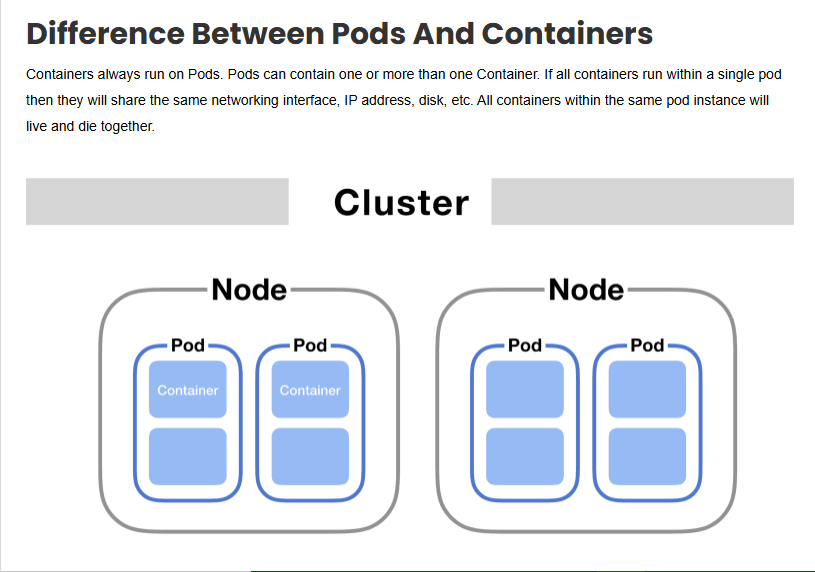 Difference Between Pods And Containers
Containers always run on Pods. Pods can contain one or more than one Container. If all containers run within a single pod
then they will share the same networking interface, IP address, disk, etc. All containers within the same pod instance will
live and die together.
Cluster
Node Node
Pod Pod Pod Pod
Container Container